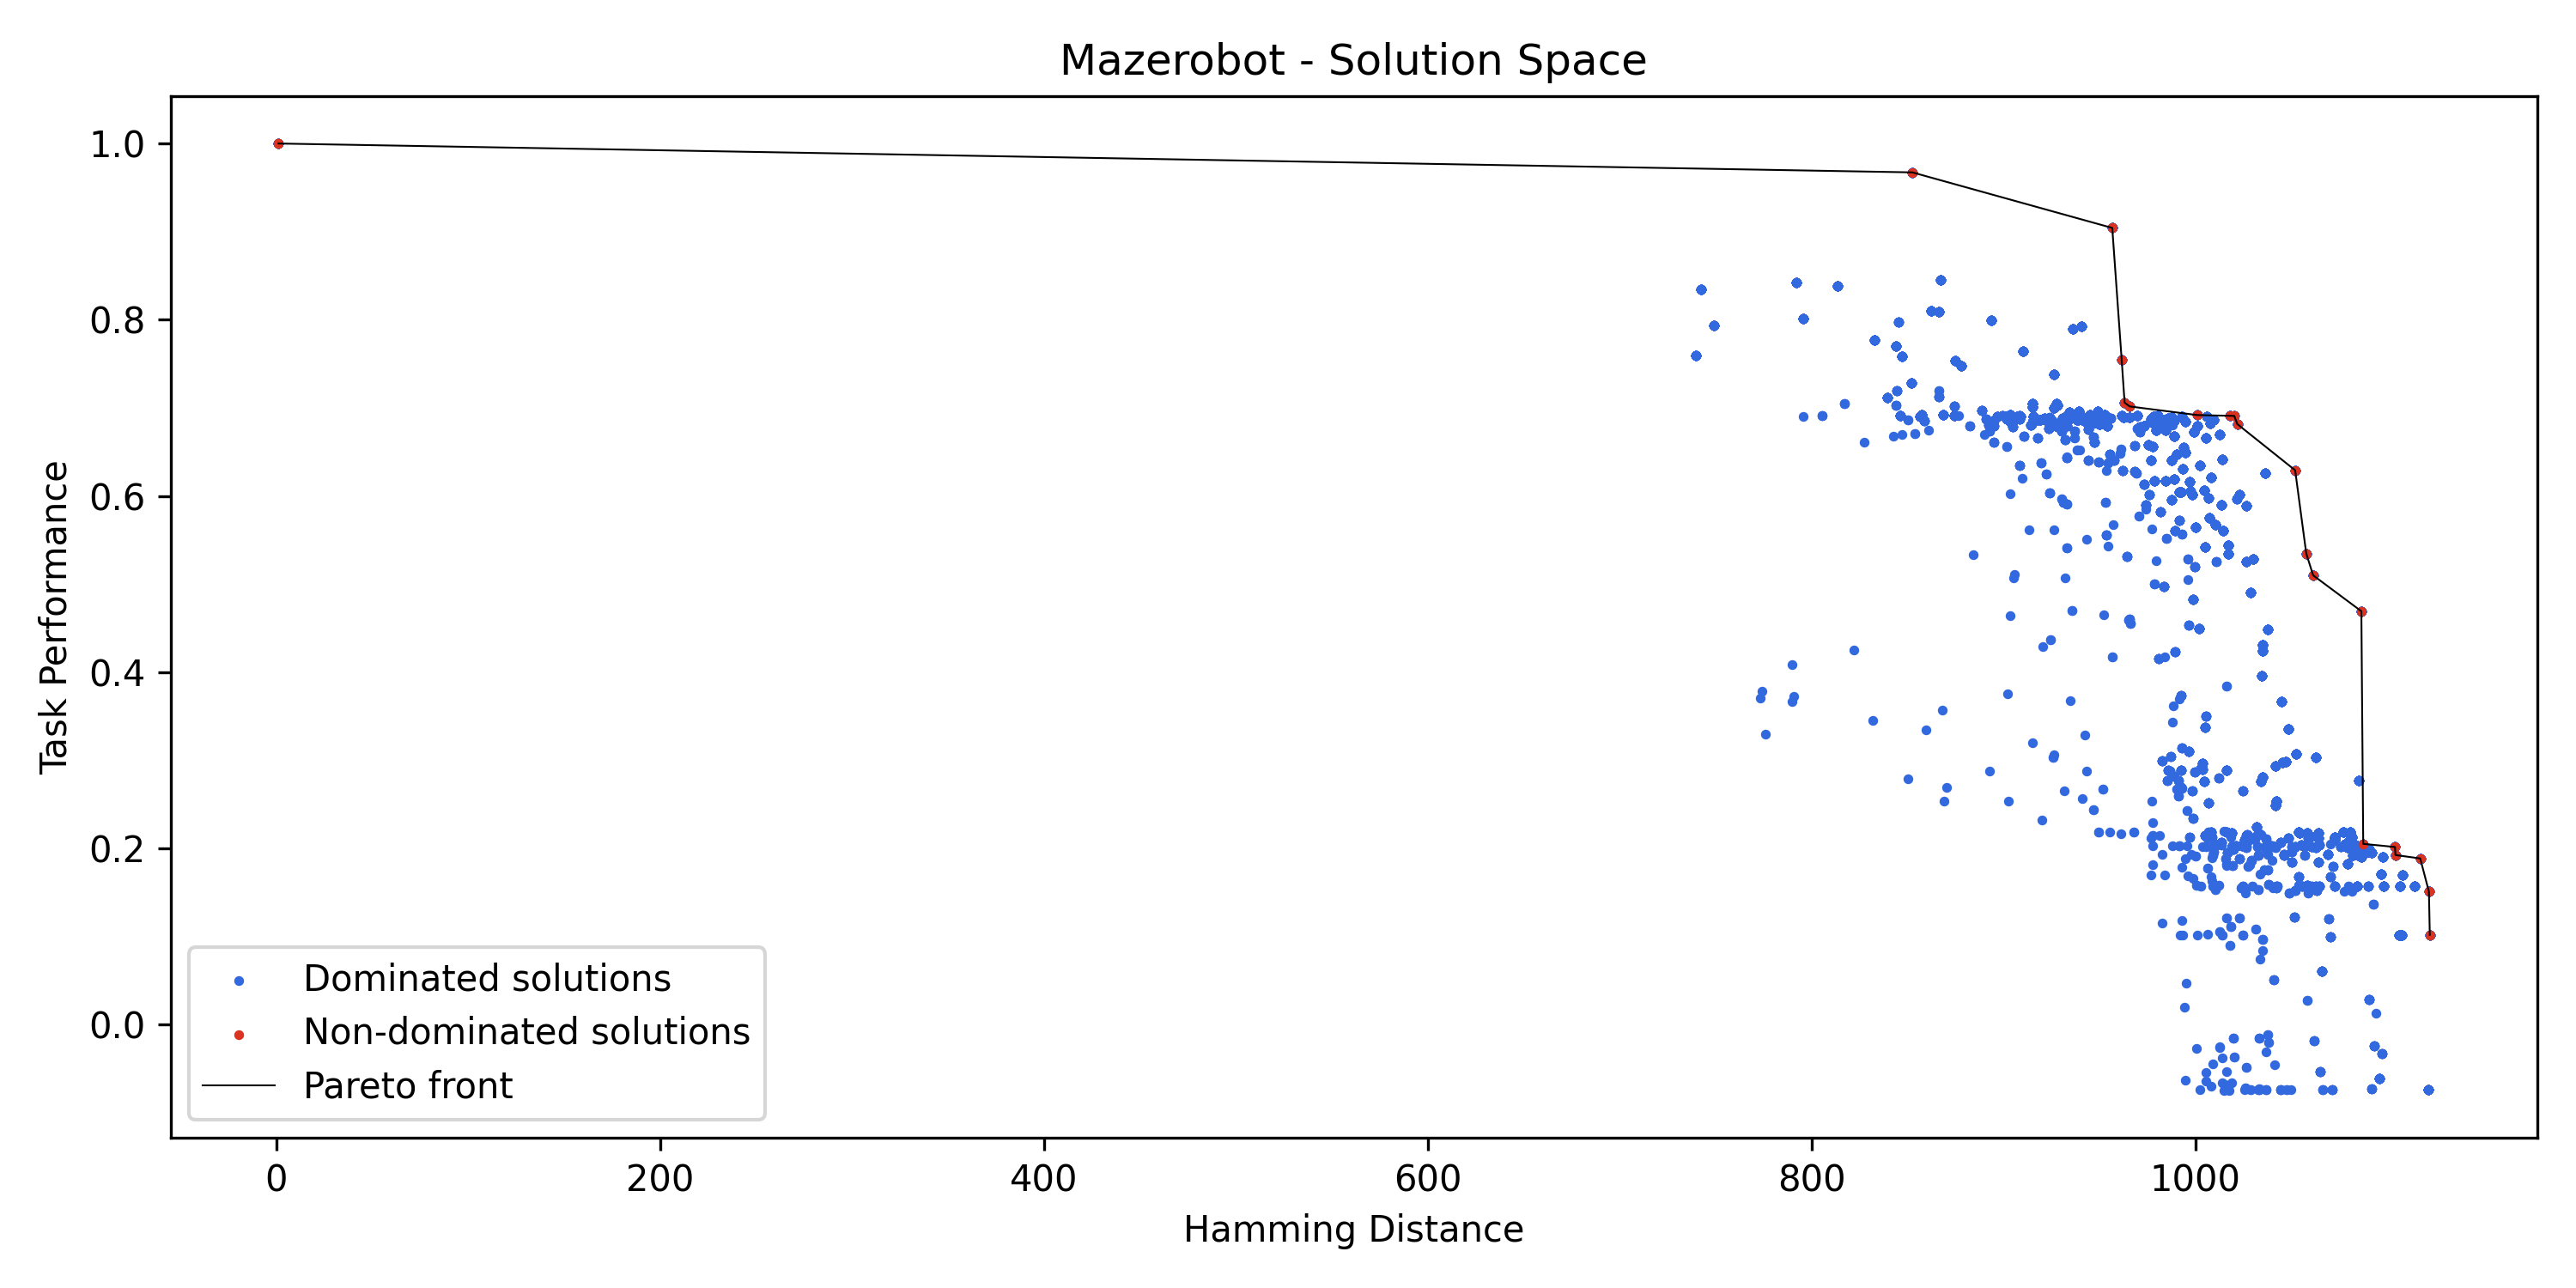 Mazerobot - Solution Space
1.0
0.8
0.6
0.4
0.2
0.0
Task Performance
Dominated solutions
Non-dominated solutions
Pareto front
0 200 400 600 800 1000
Hamming Distance